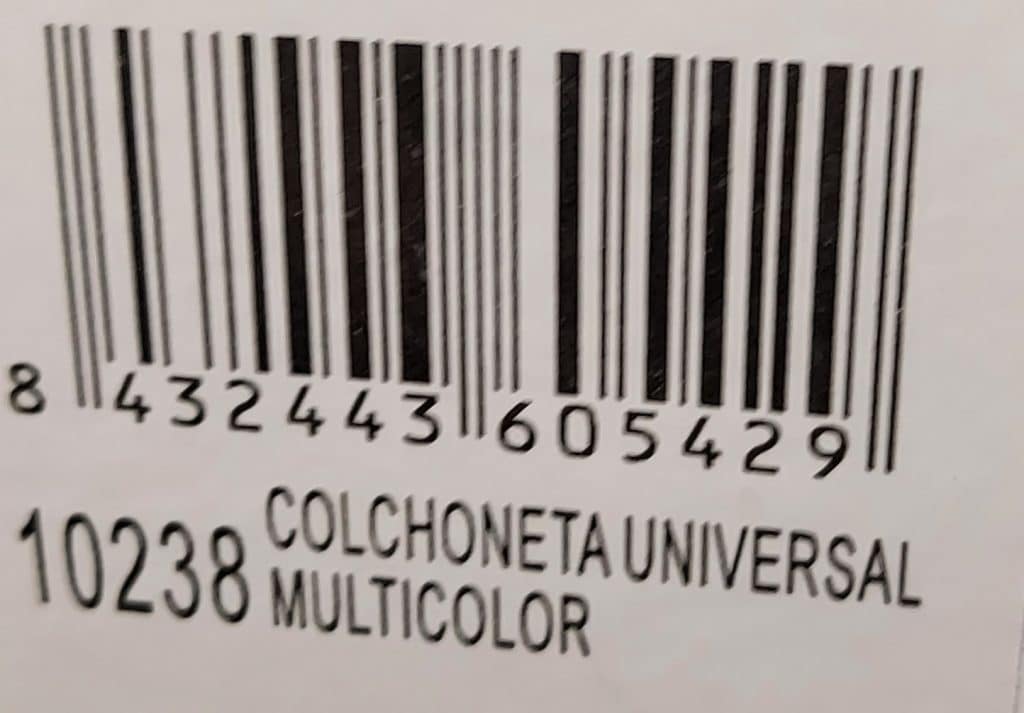 8 432443 605429
10238 COLCHONETA UNIVERSAL
MULTICOLOR